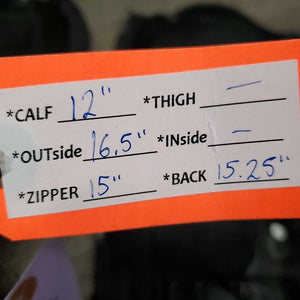 *CALF 12" *THIGH —
*OUTside 16.5" *INside —
*ZIPPER 15" *BACK 15.25"